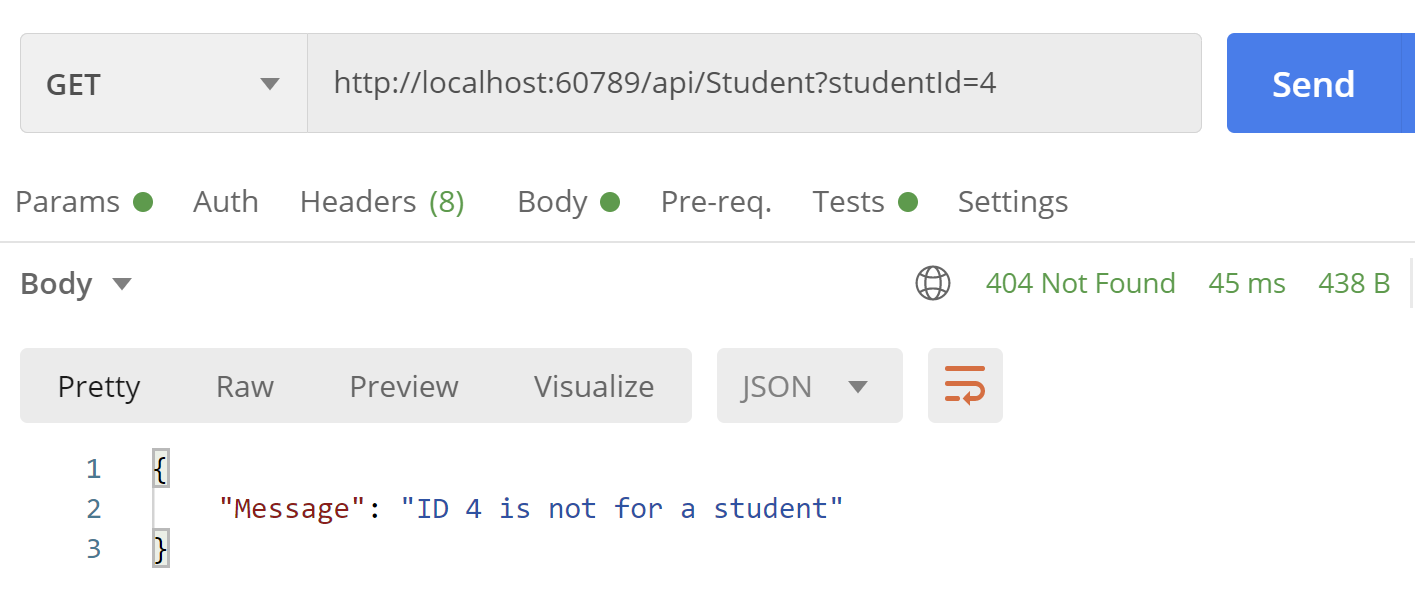 GET http://localhost:60789/api/Student?studentId=4 Send
Params Auth Headers (8) Body Pre-req. Tests Settings
Body 404 Not Found 45 ms 438 B
Pretty Raw Preview Visualize JSON
1 {
2 "Message": "ID 4 is not for a student"
3 }